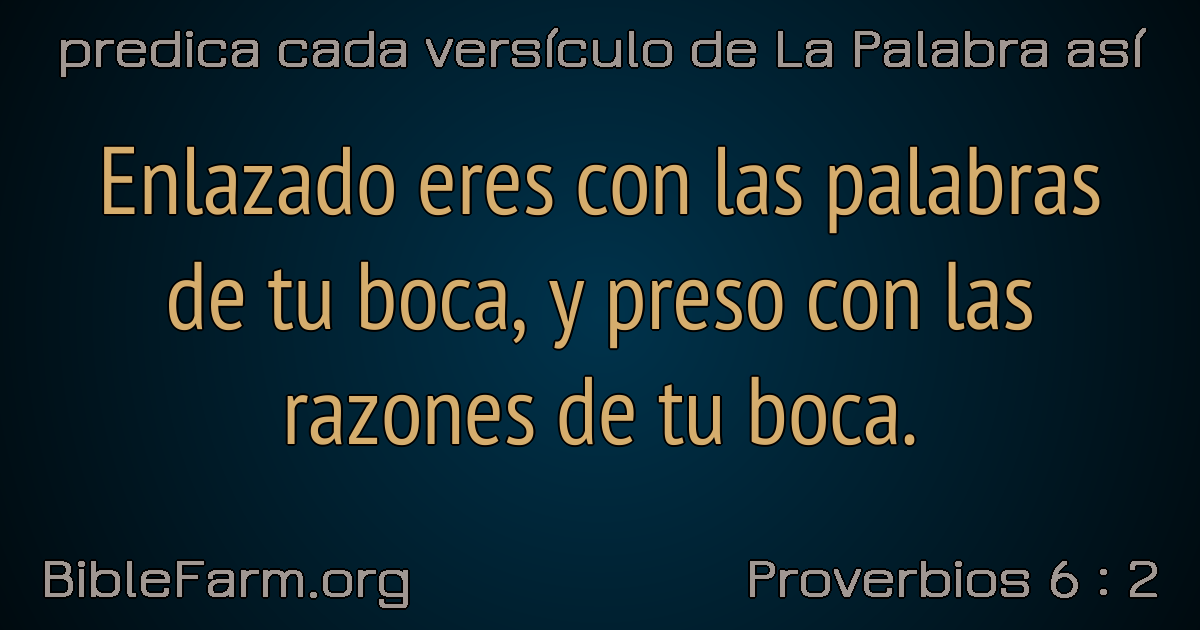 predica cada versículo de La Palabra así
Enlazado eres con las palabras
de tu boca, y preso con las
razones de tu boca.
BibleFarm.org
Proverbios 6 : 2